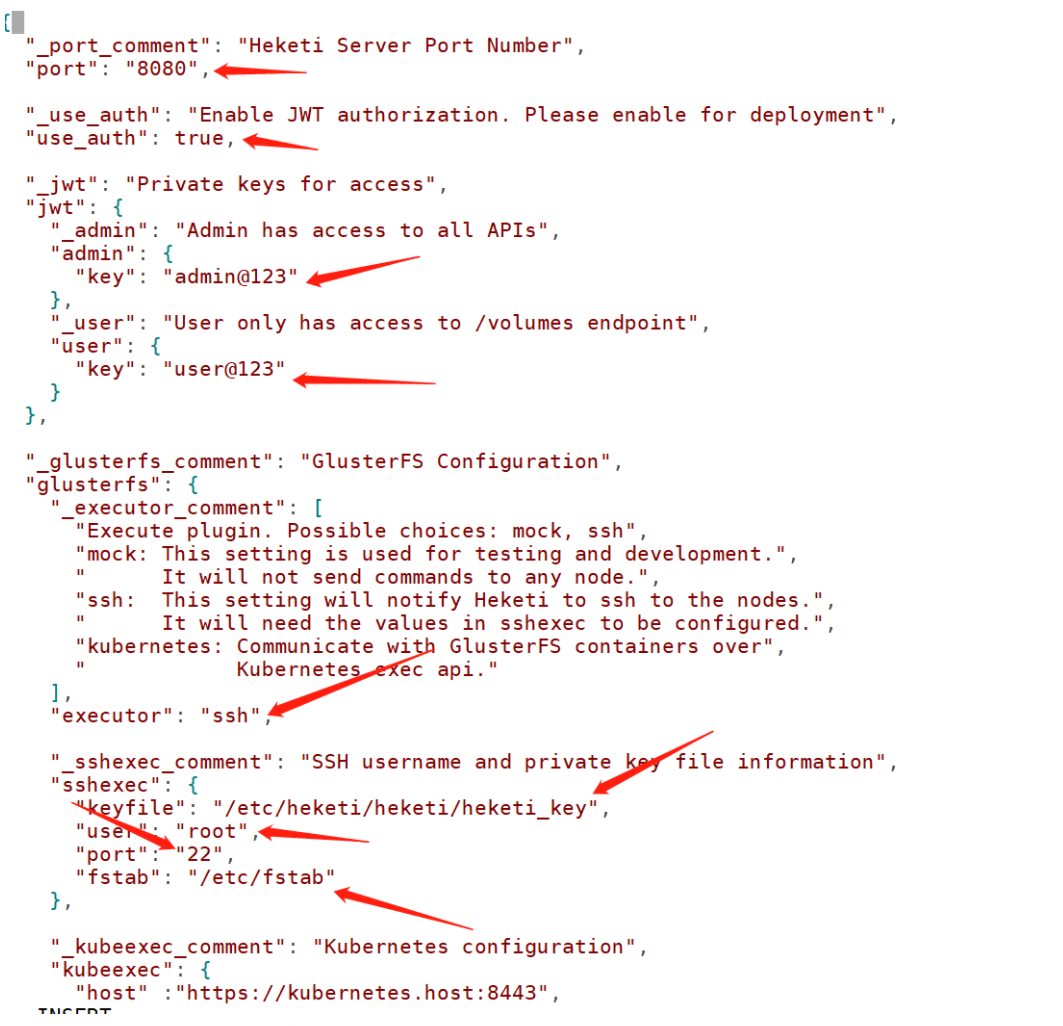 {
"_port_comment": "Heketi Server Port Number",
"port": "8080",
"_use_auth": "Enable JWT authorization. Please enable for deployment",
"use_auth": true,
"_jwt": "Private keys for access",
"jwt": {
"_admin": "Admin has access to all APIs",
"admin": {
"key": "admin@123"
},
"_user": "User only has access to /volumes endpoint",
"user": {
"key": "user@123"
}
},
"_glusterfs_comment": "GlusterFS Configuration",
"glusterfs": {
"_executor_comment": [
"Execute plugin. Possible choices: mock, ssh",
"mock: This setting is used for testing and development.",
"      It will not send commands to any node.",
"ssh:  This setting will notify Heketi to ssh to the nodes.",
"      It will need the values in sshexec to be configured.",
"kubernetes: Communicate with GlusterFS containers over",
"            Kubernetes exec api."
],
"executor": "ssh",
"_sshexec_comment": "SSH username and private key file information",
"sshexec": {
"keyfile": "/etc/heketi/heketi/heketi_key",
"user": "root",
"port": "22",
"fstab": "/etc/fstab"
},
"_kubeexec_comment": "Kubernetes configuration",
"kubeexec": {
"host" :"https://kubernetes.host:8443",
INSERT